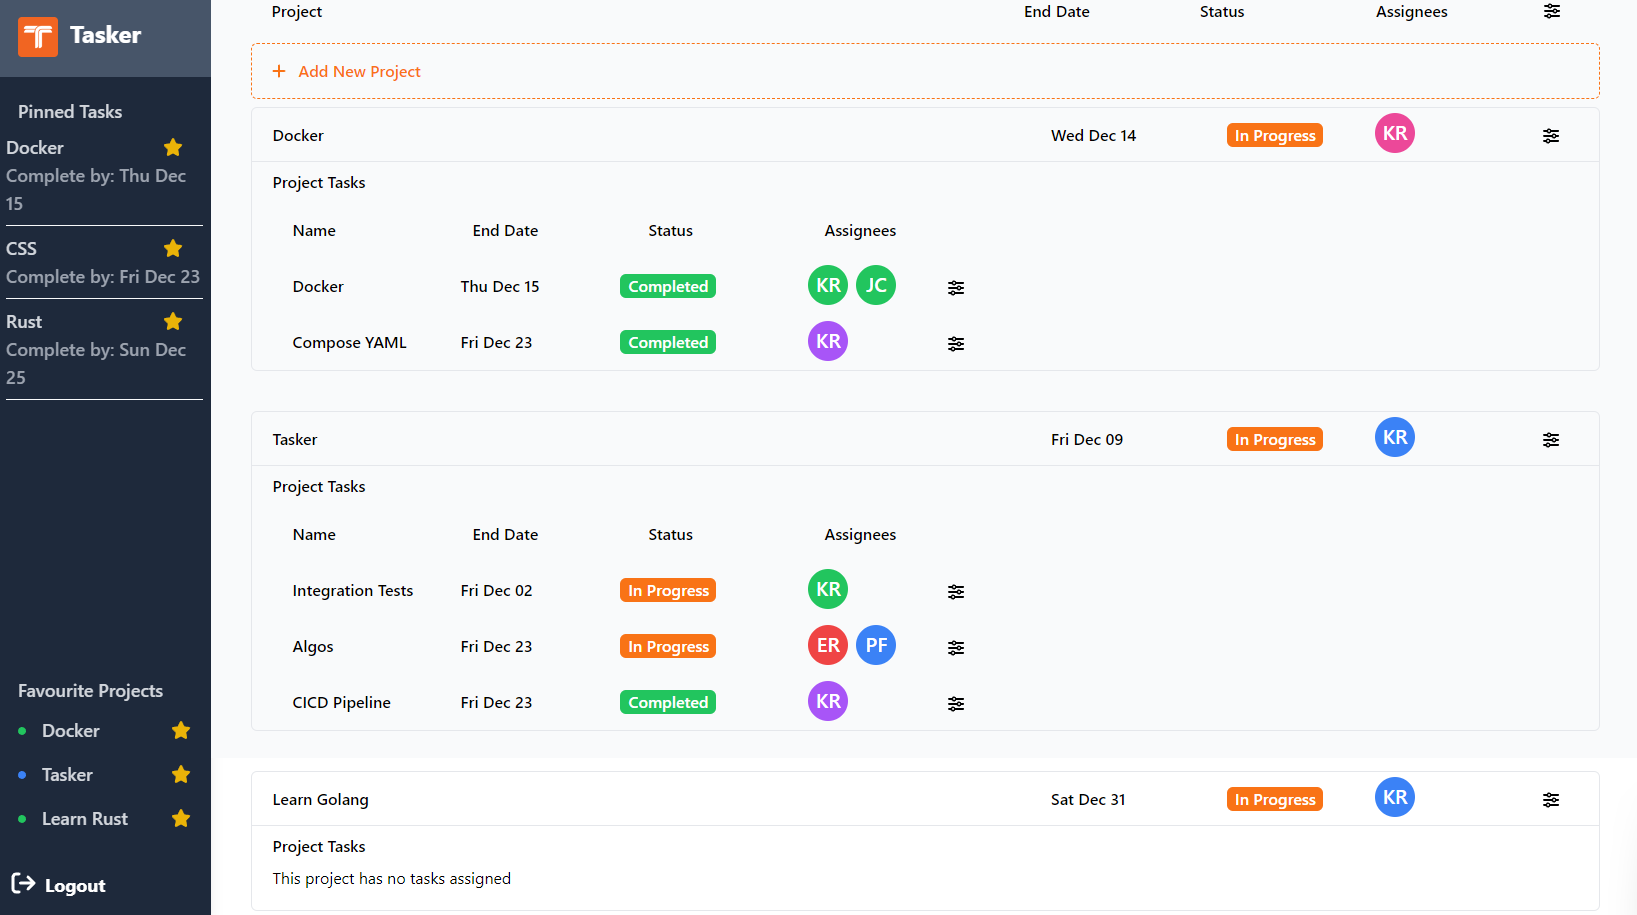 Tasker
Pinned Tasks
Docker
Complete by: Thu Dec
15
CSS
Complete by: Fri Dec 23
Rust
Complete by: Sun Dec
25
Favourite Projects
Docker
Tasker
Learn Rust
Logout
Project End Date Status Assignees
+ Add New Project
Docker Wed Dec 14 In Progress KR
Project Tasks
Name End Date Status Assignees
Docker Thu Dec 15 Completed KR JC
Compose YAML Fri Dec 23 Completed KR
Tasker Fri Dec 09 In Progress KR
Project Tasks
Name End Date Status Assignees
Integration Tests Fri Dec 02 In Progress KR
Algos Fri Dec 23 In Progress ER PF
CICD Pipeline Fri Dec 23 Completed KR
Learn Golang Sat Dec 31 In Progress KR
Project Tasks
This project has no tasks assigned